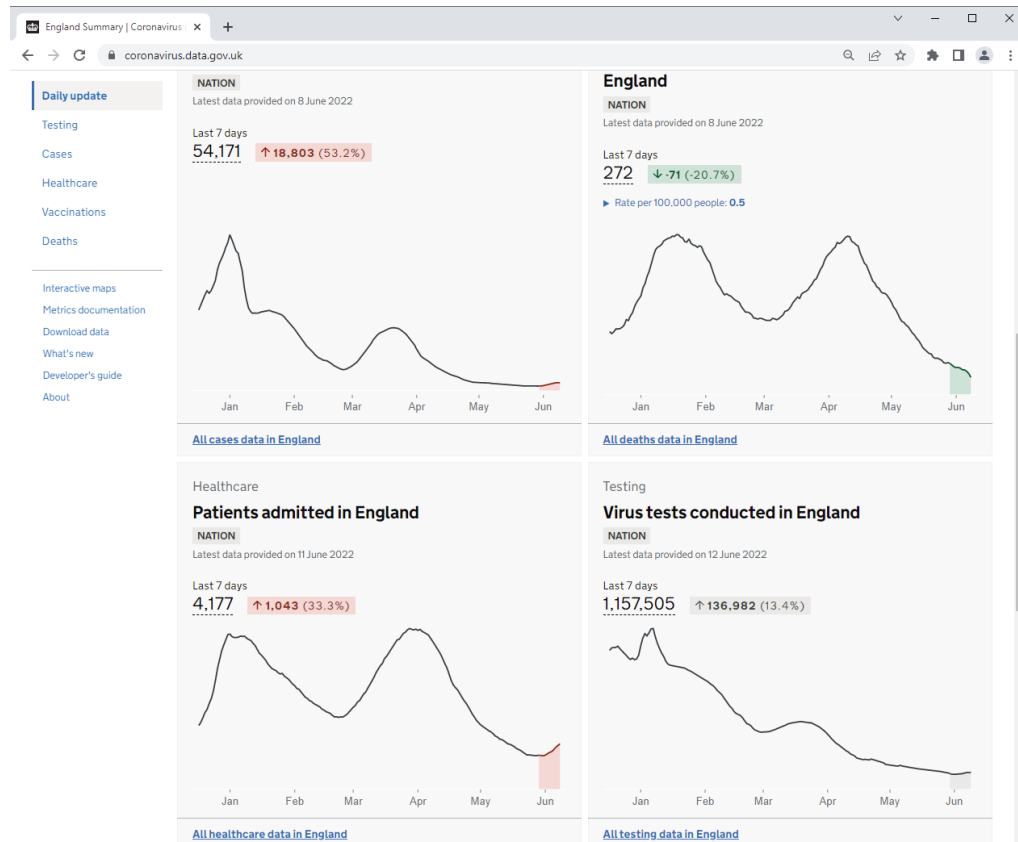 England Summary | Coronavirus
coronavirus.data.gov.uk
Daily update
Testing
Cases
Healthcare
Vaccinations
Deaths
Interactive maps
Metrics documentation
Download data
What's new
Developer's guide
About
NATION
Latest data provided on 8 June 2022
Last 7 days
54,171
18,803 (53.2%)
Jan Feb Mar Apr May Jun
All cases data in England
England
NATION
Latest data provided on 8 June 2022
Last 7 days
272
-71 (-20.7%)
Rate per 100,000 people: 0.5
Jan Feb Mar Apr May Jun
All deaths data in England
Healthcare
Patients admitted in England
NATION
Latest data provided on 11 June 2022
Last 7 days
4,177
1,043 (33.3%)
Jan Feb Mar Apr May Jun
All healthcare data in England
Testing
Virus tests conducted in England
NATION
Latest data provided on 12 June 2022
Last 7 days
1,157,505
136,982 (13.4%)
Jan Feb Mar Apr May Jun
All testing data in England